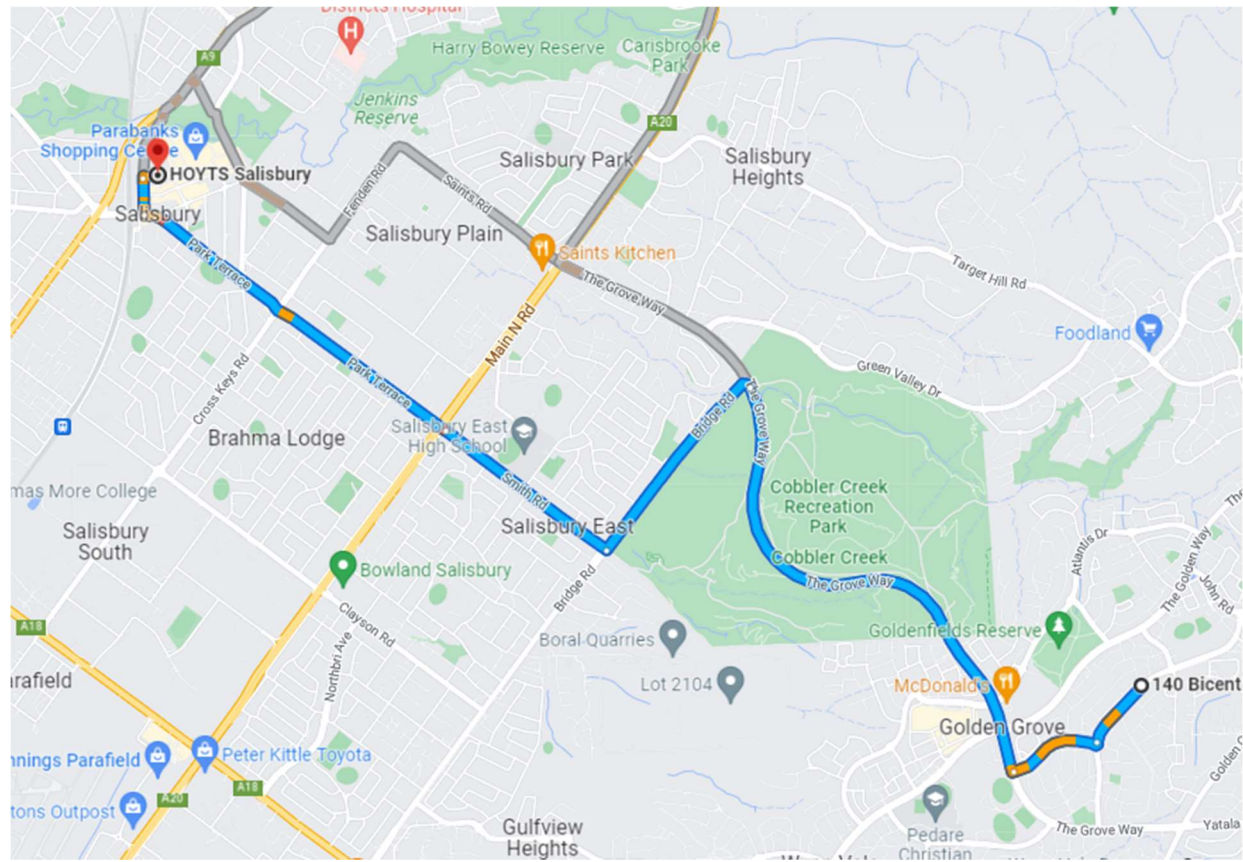 Districts Hospital
A9
H
Harry Bowey Reserve
Carisbrooke
Park
Jenkins
Reserve
A20
Parabanks
Shopping Ce e
HOYTS Salisbury
Salisbury Park
Salisbury
Heights
Fenden Rd
Saints Rd
Salisbury
Salisbury Plain
Saints Kitchen
Park Terrace
The Grove Way
Target Hill Rd
Main N Rd
Foodland
Green Valley Dr
Park Terrace
Cross Keys Rd
Bridge Rd
The Grove Way
Salisbury East
High School
Brahma Lodge
mas More College
Smith Rd
Cobbler Creek
Recreation
Park
Salisbury
South
Salisbury East
Cobbler Creek
Atlantis Dr
The Golden Way
The
Bowland Salisbury
Bridge Rd
The Grove Way
John Rd
Clayson Rd
A18
Boral Quarries
Goldenfields Reserve
Northbri Ave
arafield
Lot 2104
McDonald's
140 Bicent
Golden Grove
nnings Parafield
Peter Kittle Toyota
A18
A20
tons Outpost
Golden G
Gulfview
Heights
Pedare
Christian
The Grove Way
Yatala